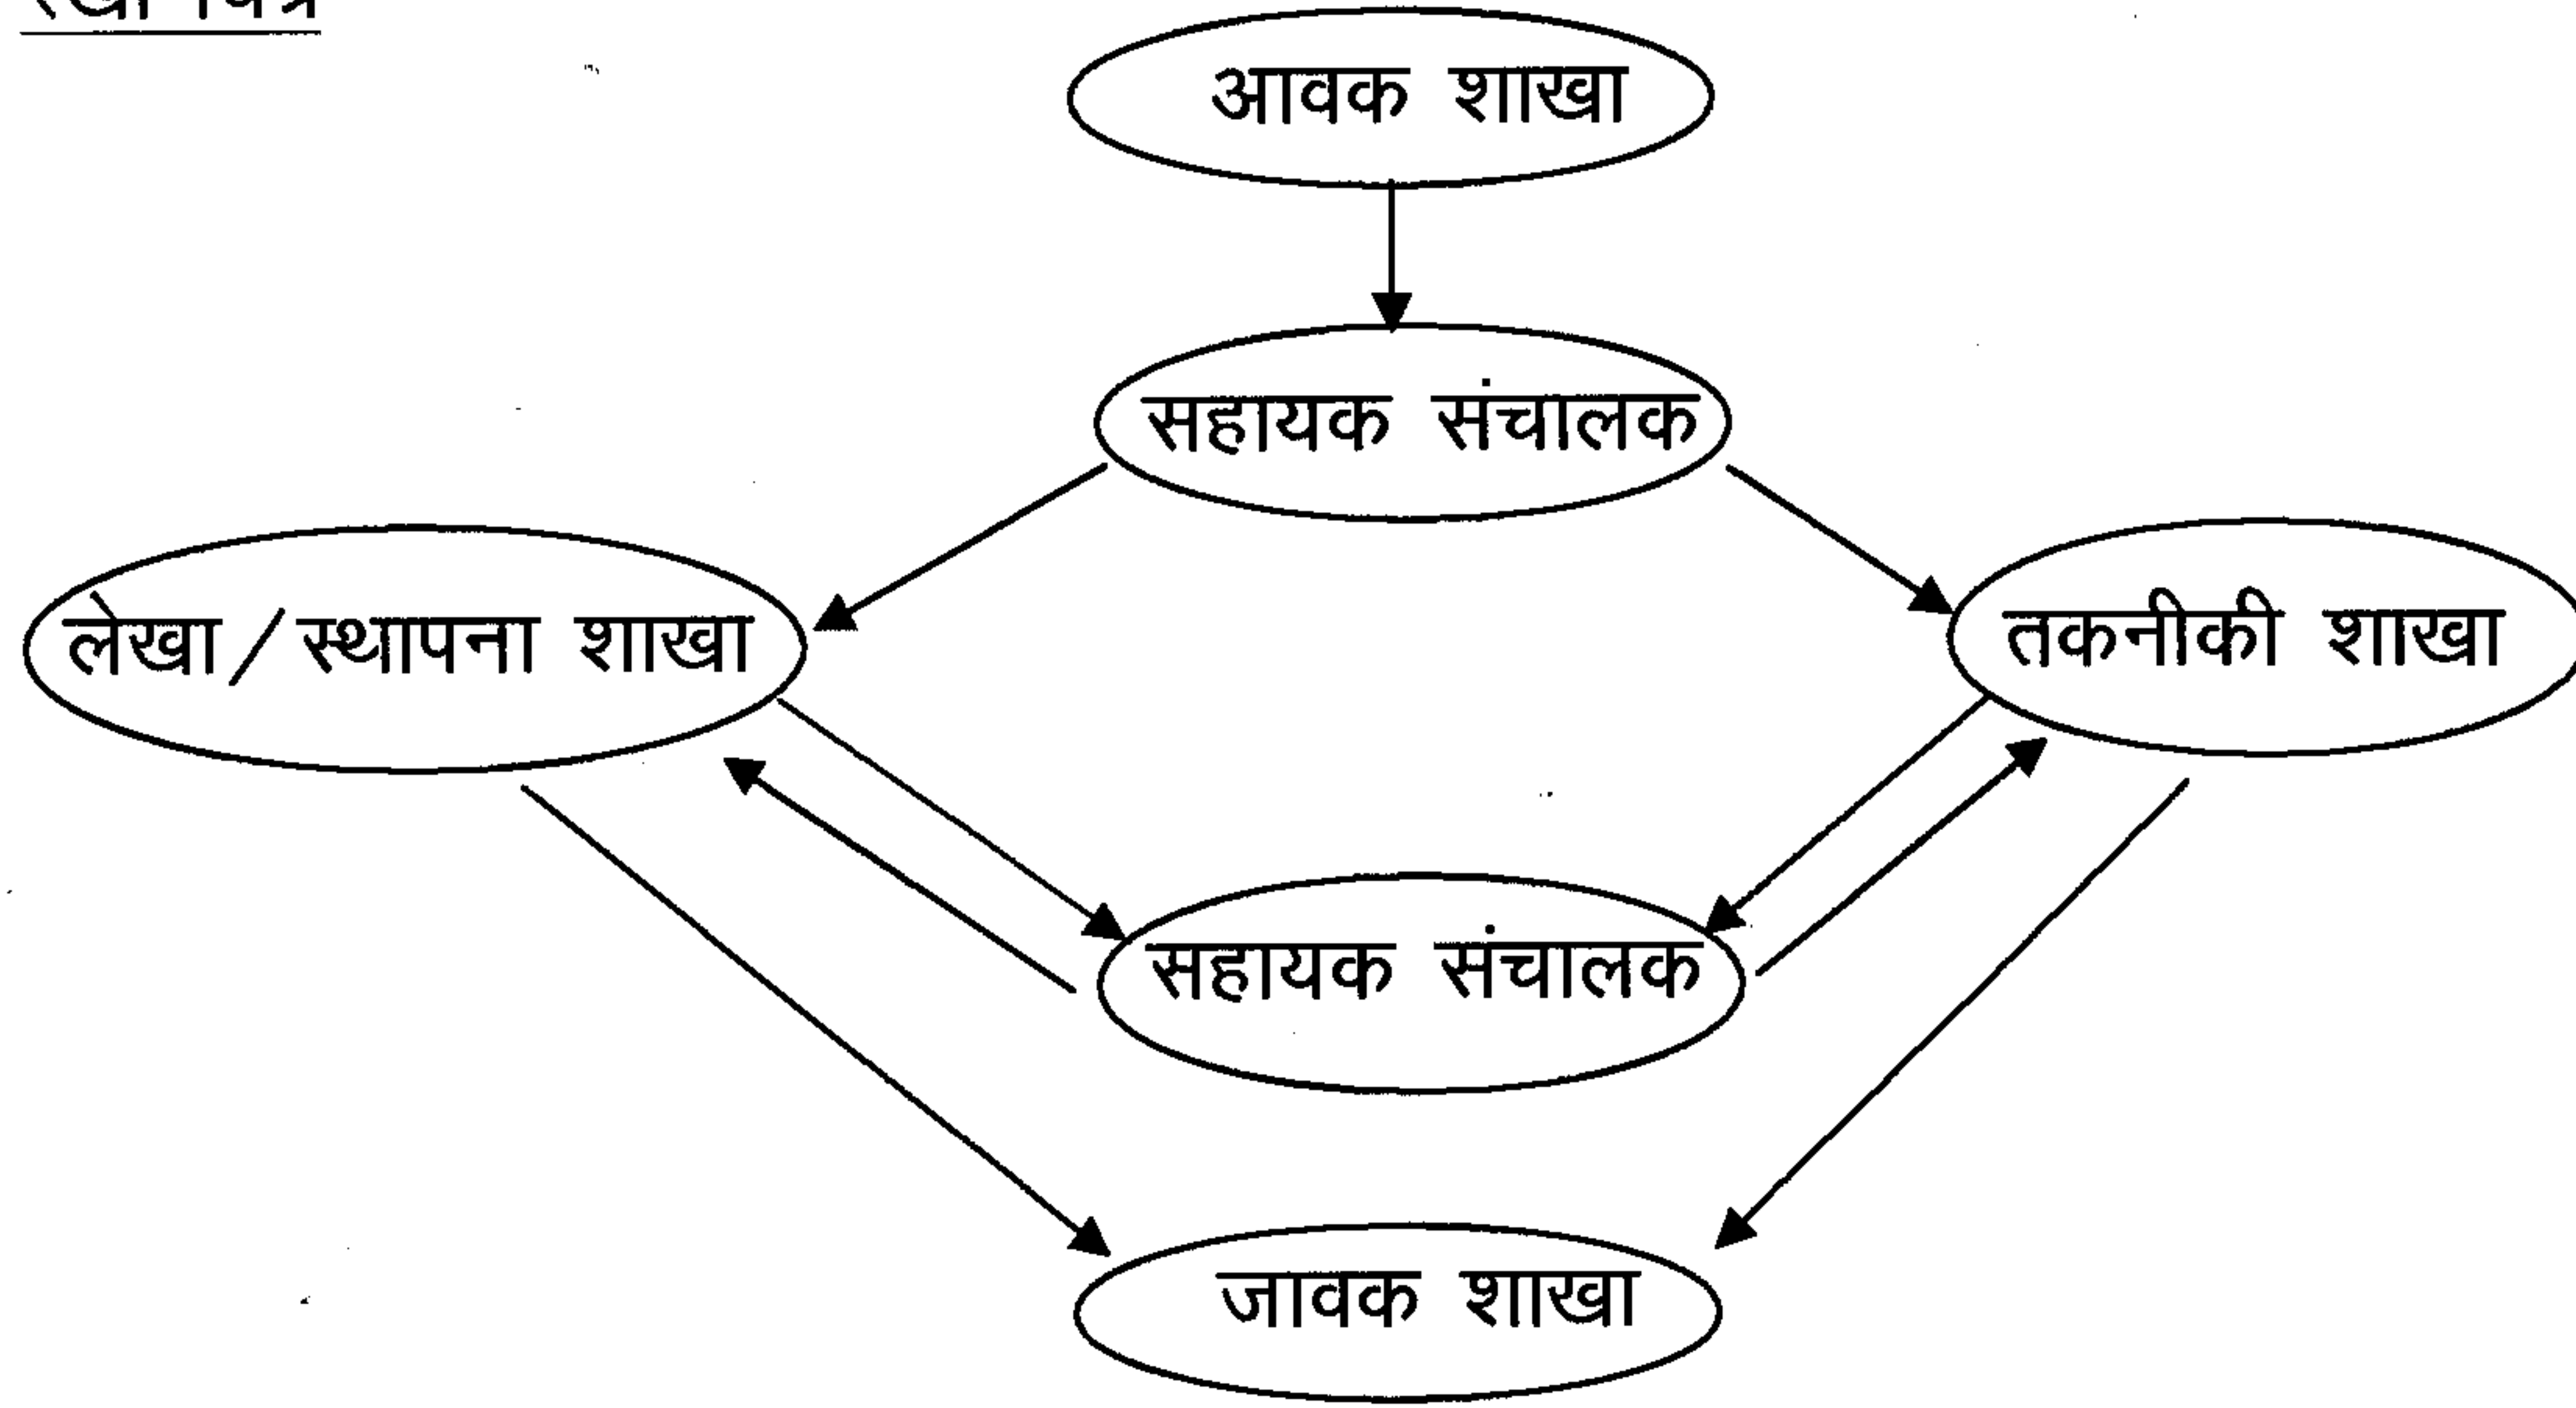 रेखा चित्र
आवक शाखा
सहायक संचालक
लेखा/स्थापना शाखा
तकनीकी शाखा
सहायक संचालक
जावक शाखा